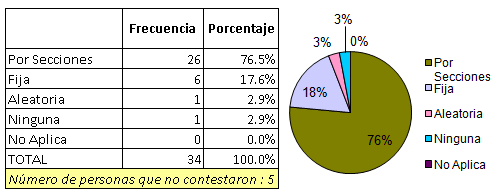 Frecuencia Porcentaje
Por Secciones 26 76.5%
Fija 6 17.6%
Aleatoria 1 2.9%
Ninguna 1 2.9%
No Aplica 0 0.0%
TOTAL 34 100.0%
Número de personas que no contestaron : 5
3%
3% 0%
18%
76%
Por
Secciones
Fija
Aleatoria
Ninguna
No Aplica